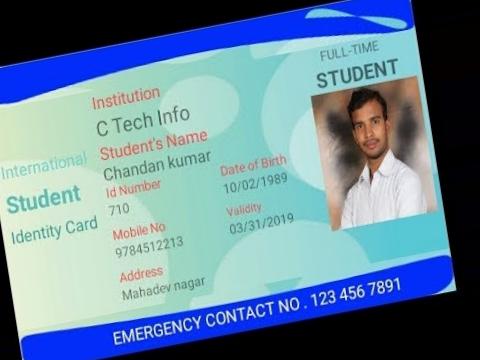 International
Student
Identity Card
Institution
C Tech Info
Student's Name
Chandan kumar
Id Number
710
Mobile No
9784512213
Address
Mahadev nagar
Date of Birth
10/02/1989
Validity
03/31/2019
FULL-TIME
STUDENT
EMERGENCY CONTACT NO . 123 456 7891